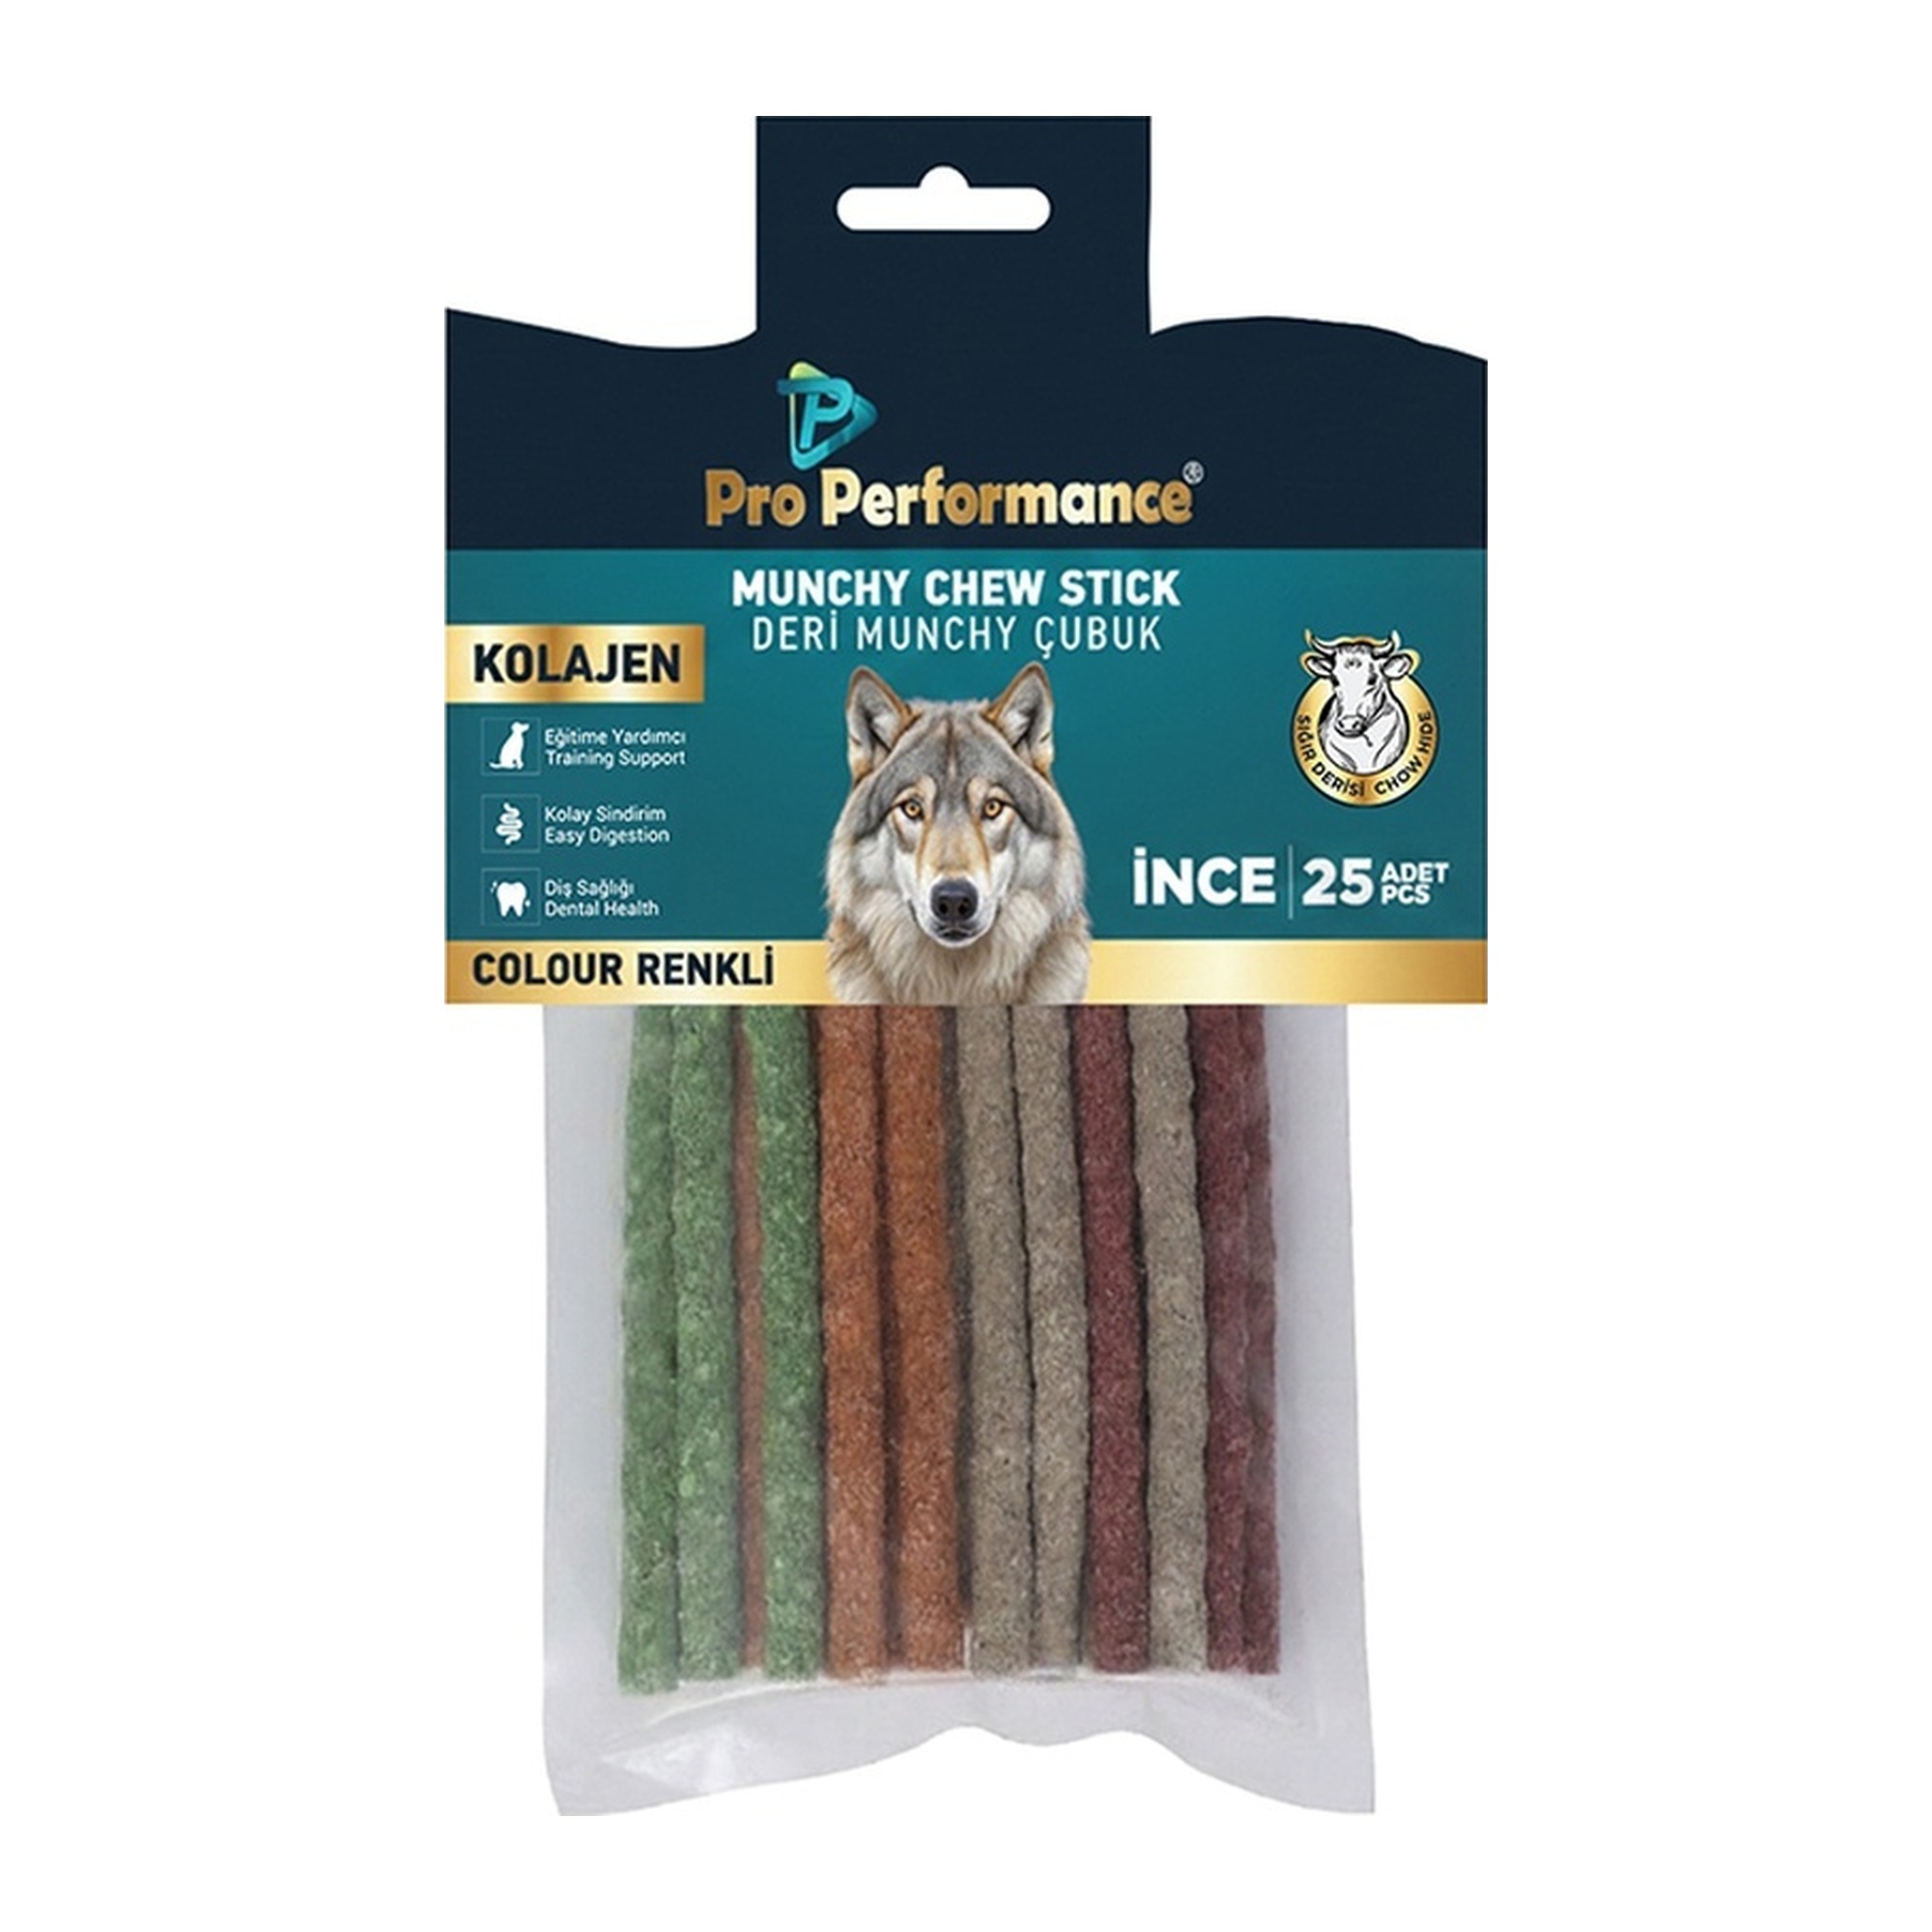 P
Pro Performance®
MUNCHY CHEW STICK
DERİ MUNCHY ÇUBUK
KOLAJEN
Eğitime Yardımcı
Training Support
Kolay Sindirim
Easy Digestion
Diş Sağlığı
Dental Health
SIĞIR DERİSİ CHOW HIDE
İNCE 25 ADET
PCS
COLOUR RENKLİ